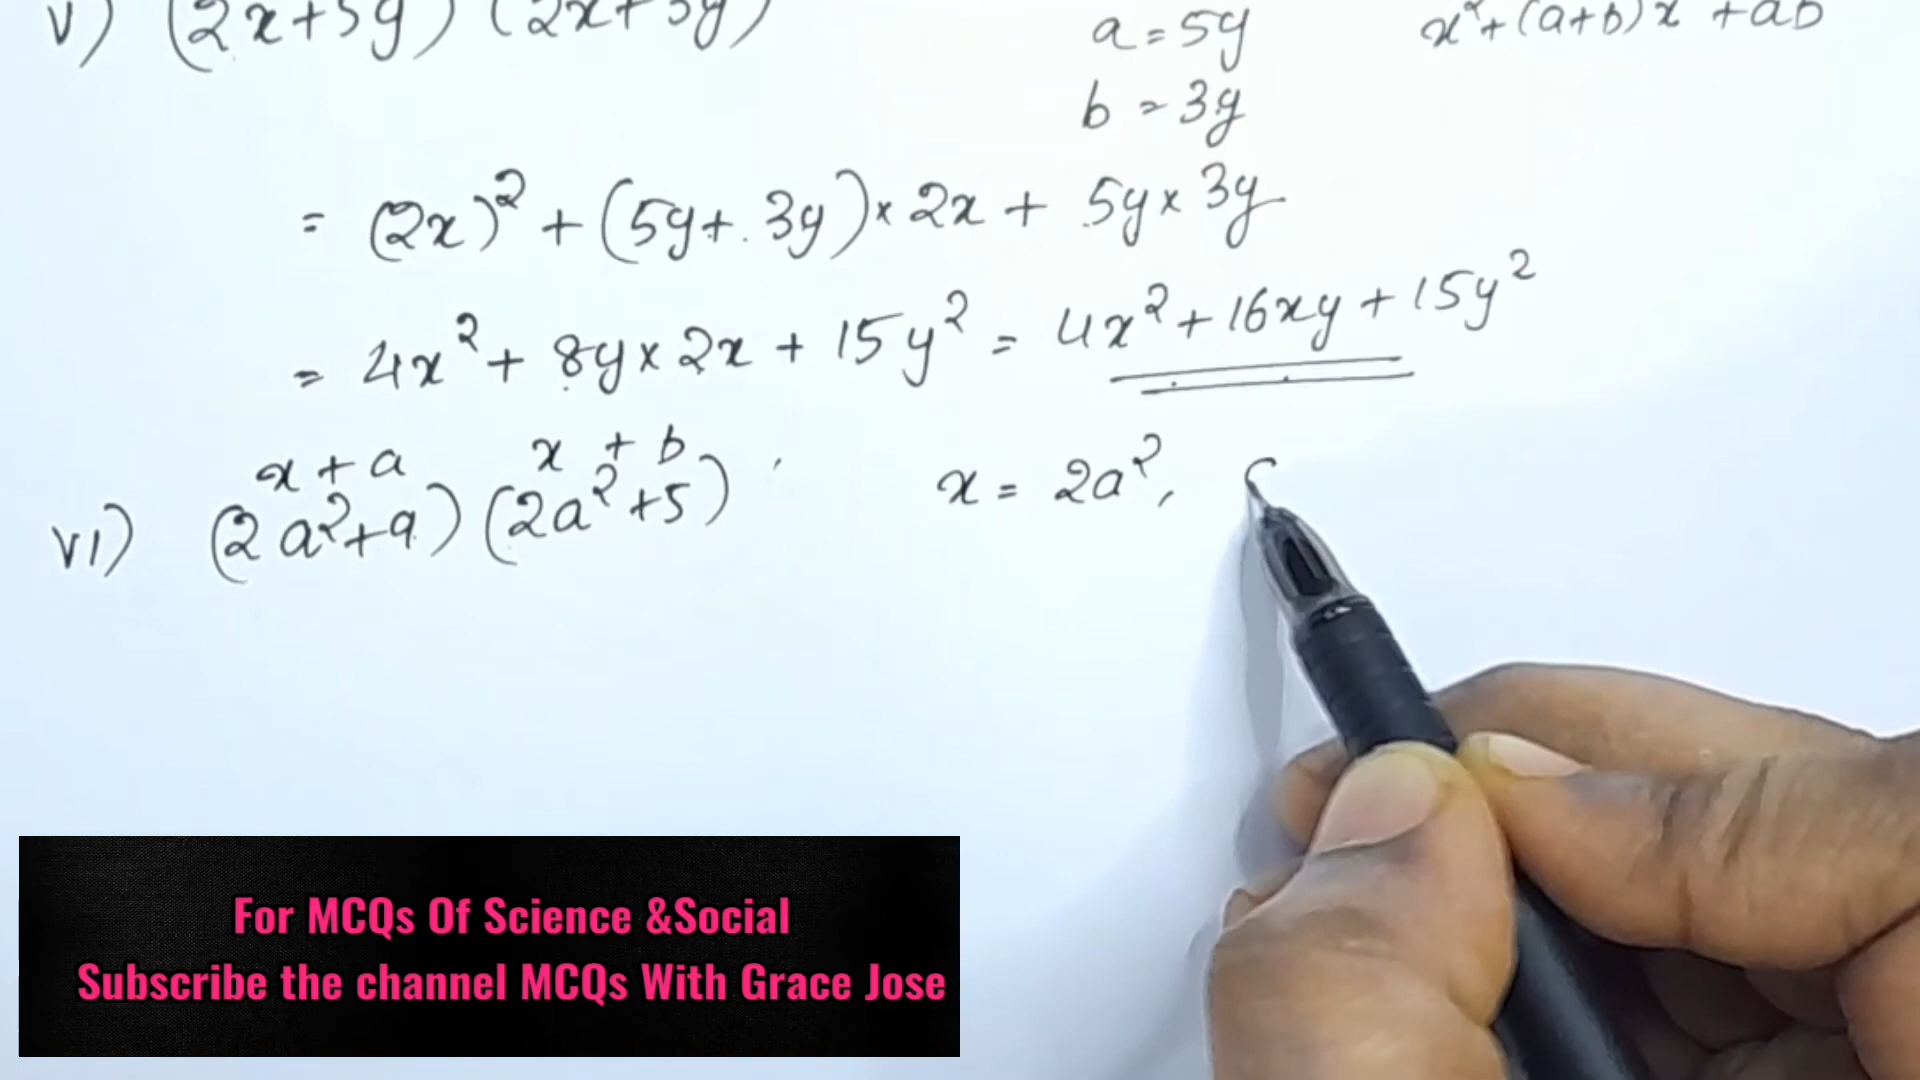 v) (2x+5y) (2x+3y)
a = 5y
x² + (a+b)x + ab
b = 3y
= (2x)² + (5y + 3y) × 2x + 5y × 3y
= 4x² + 8y × 2x + 15y² = 4x² + 16xy + 15y²
x + a x + b
vi) (2a²+9) (2a²+5) x = 2a²,
For MCQs Of Science &Social
Subscribe the channel MCQs With Grace Jose